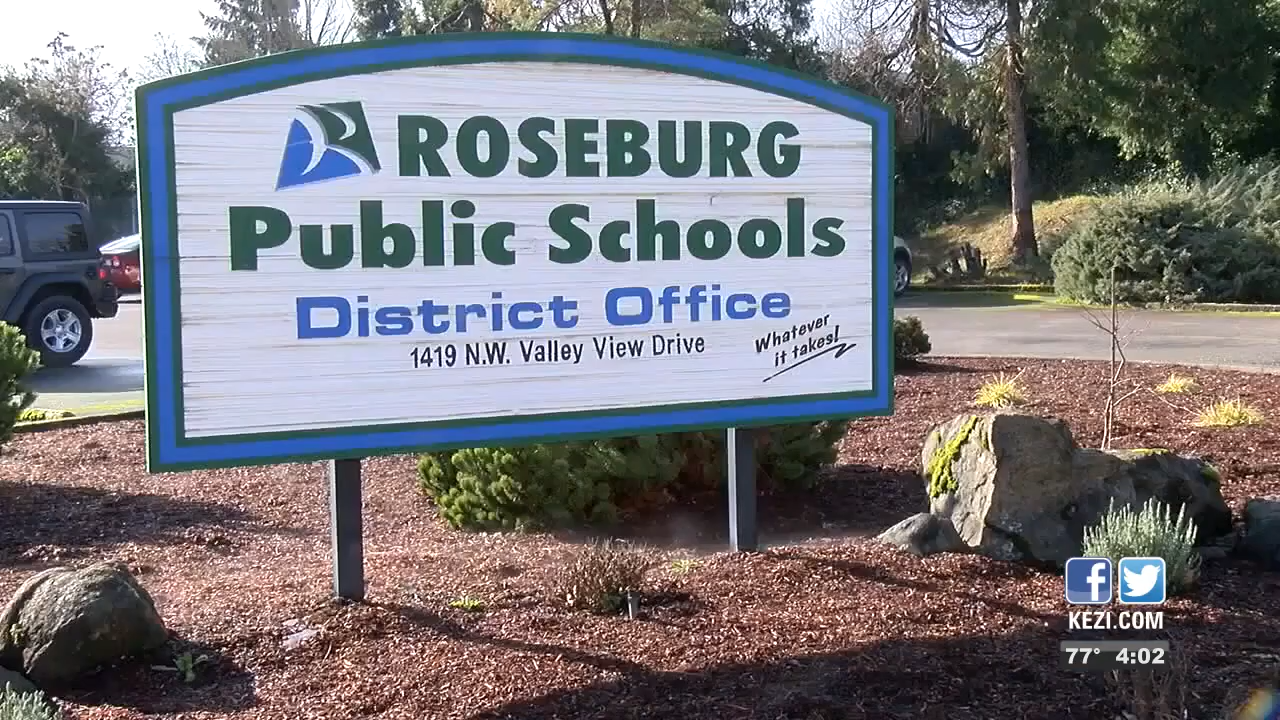 ROSEBURG
Public Schools
District Office
1419 N.W. Valley View Drive
Whatever
it takes!
KEZI.COM
77° 4:02